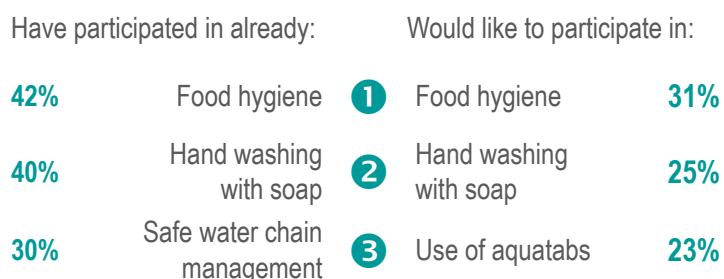 Have participated in already: Would like to participate in:
42% Food hygiene 1 Food hygiene 31%
40% Hand washing with soap 2 Hand washing with soap 25%
30% Safe water chain management 3 Use of aquatabs 23%